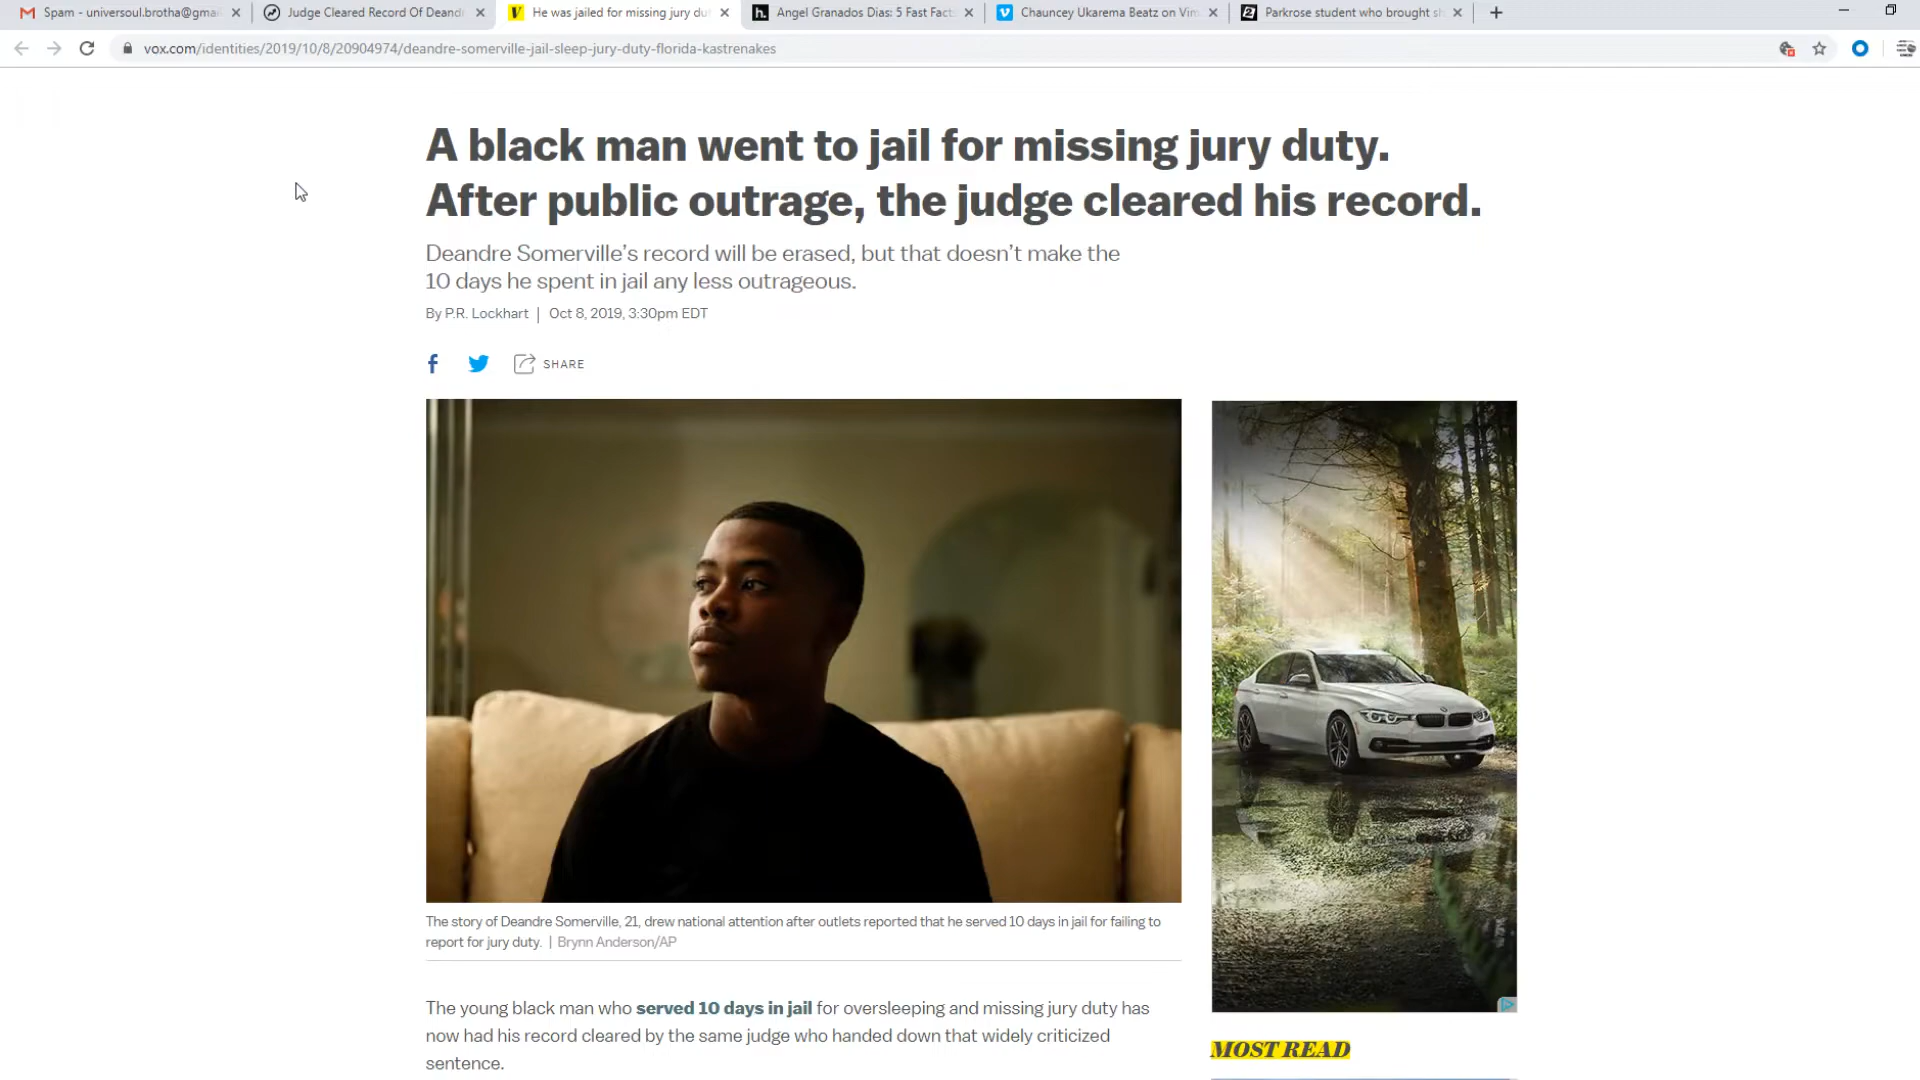 Spam - universoul.brotha@gmai
Judge Cleared Record Of Deandr
He was jailed for missing jury du
Angel Granados Dias: 5 Fast Fact
Chauncey Ukarema Beatz on Vim
Parkrose student who brought sh
vox.com/identities/2019/10/8/20904974/deandre-somerville-jail-sleep-jury-duty-florida-kastrenakes
A black man went to jail for missing jury duty.
After public outrage, the judge cleared his record.
Deandre Somerville’s record will be erased, but that doesn’t make the
10 days he spent in jail any less outrageous.
By P.R. Lockhart | Oct 8, 2019, 3:30pm EDT
SHARE
The story of Deandre Somerville, 21, drew national attention after outlets reported that he served 10 days in jail for failing to
report for jury duty. | Brynn Anderson/AP
The young black man who served 10 days in jail for oversleeping and missing jury duty has
now had his record cleared by the same judge who handed down that widely criticized
sentence.
MOST READ